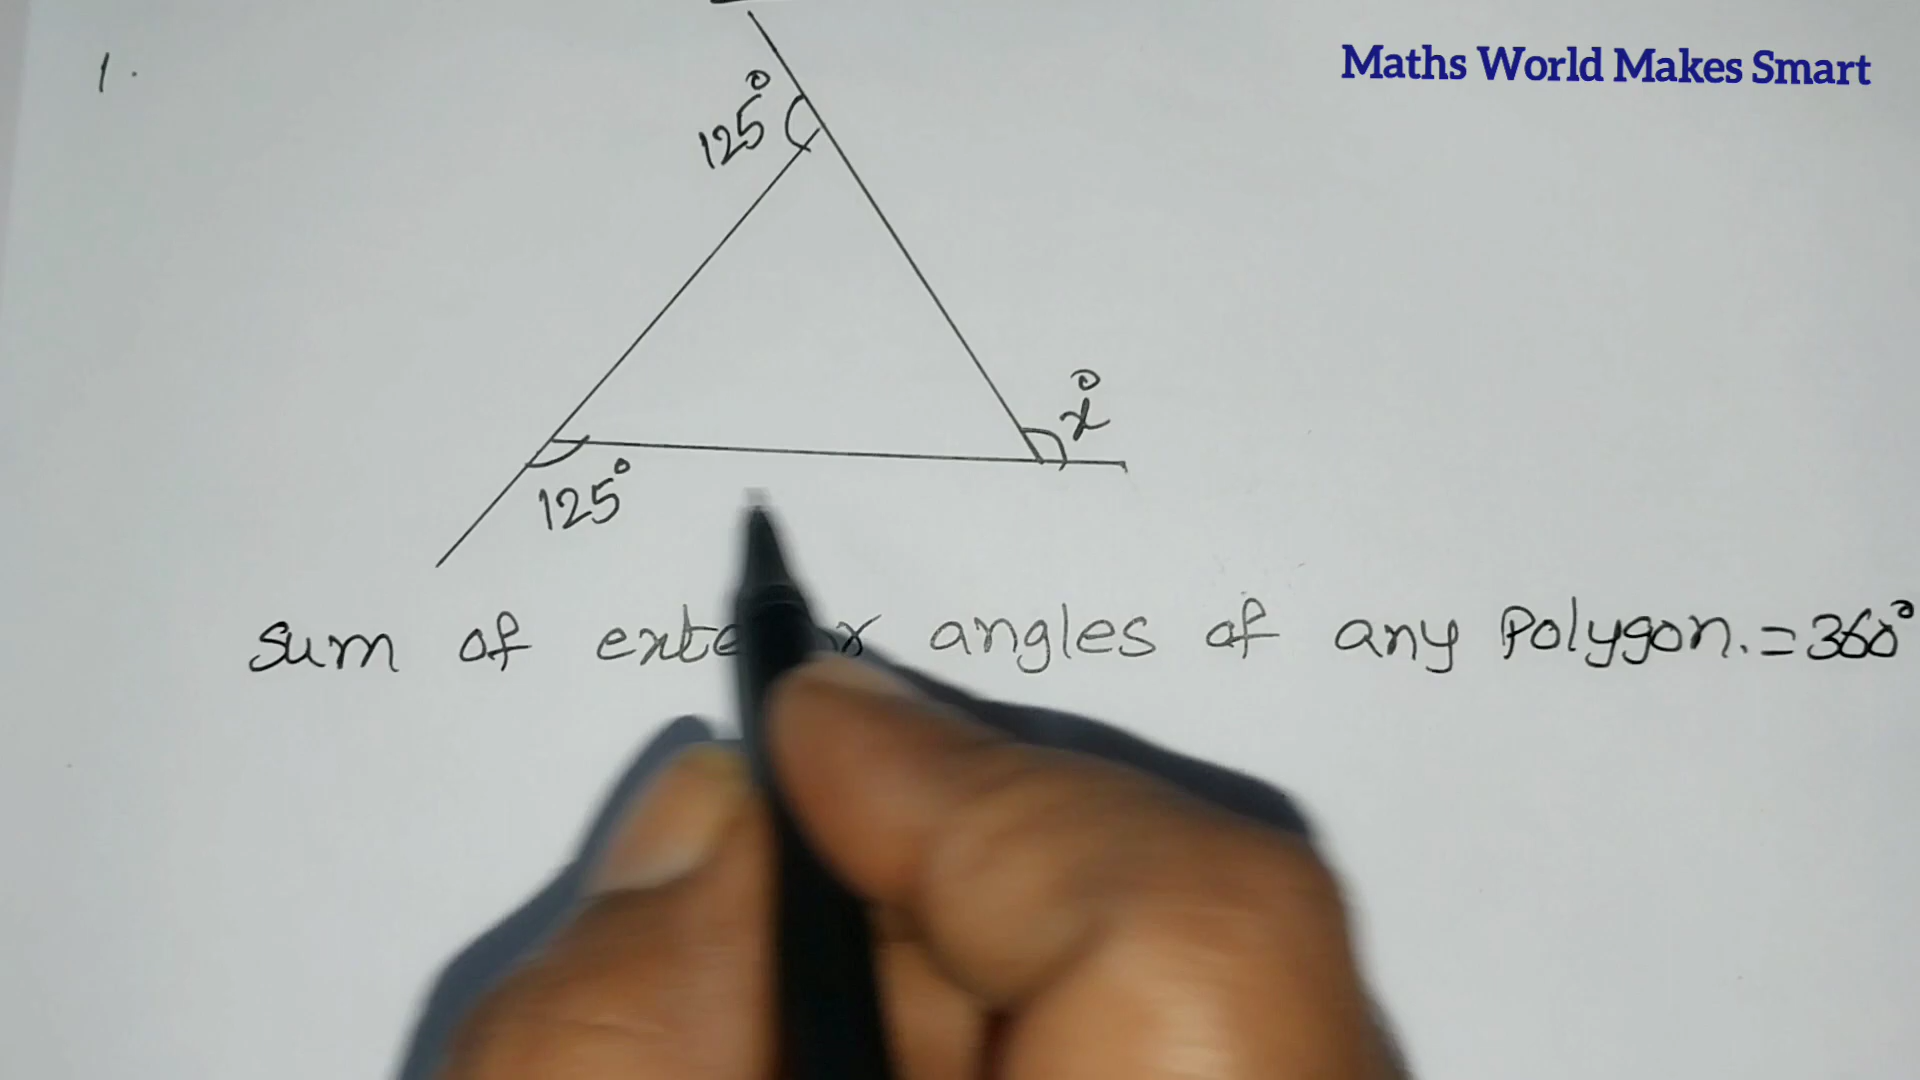 Maths World Makes Smart
1.
125°
x°
125°
sum of angles of any Polygon. = 360°